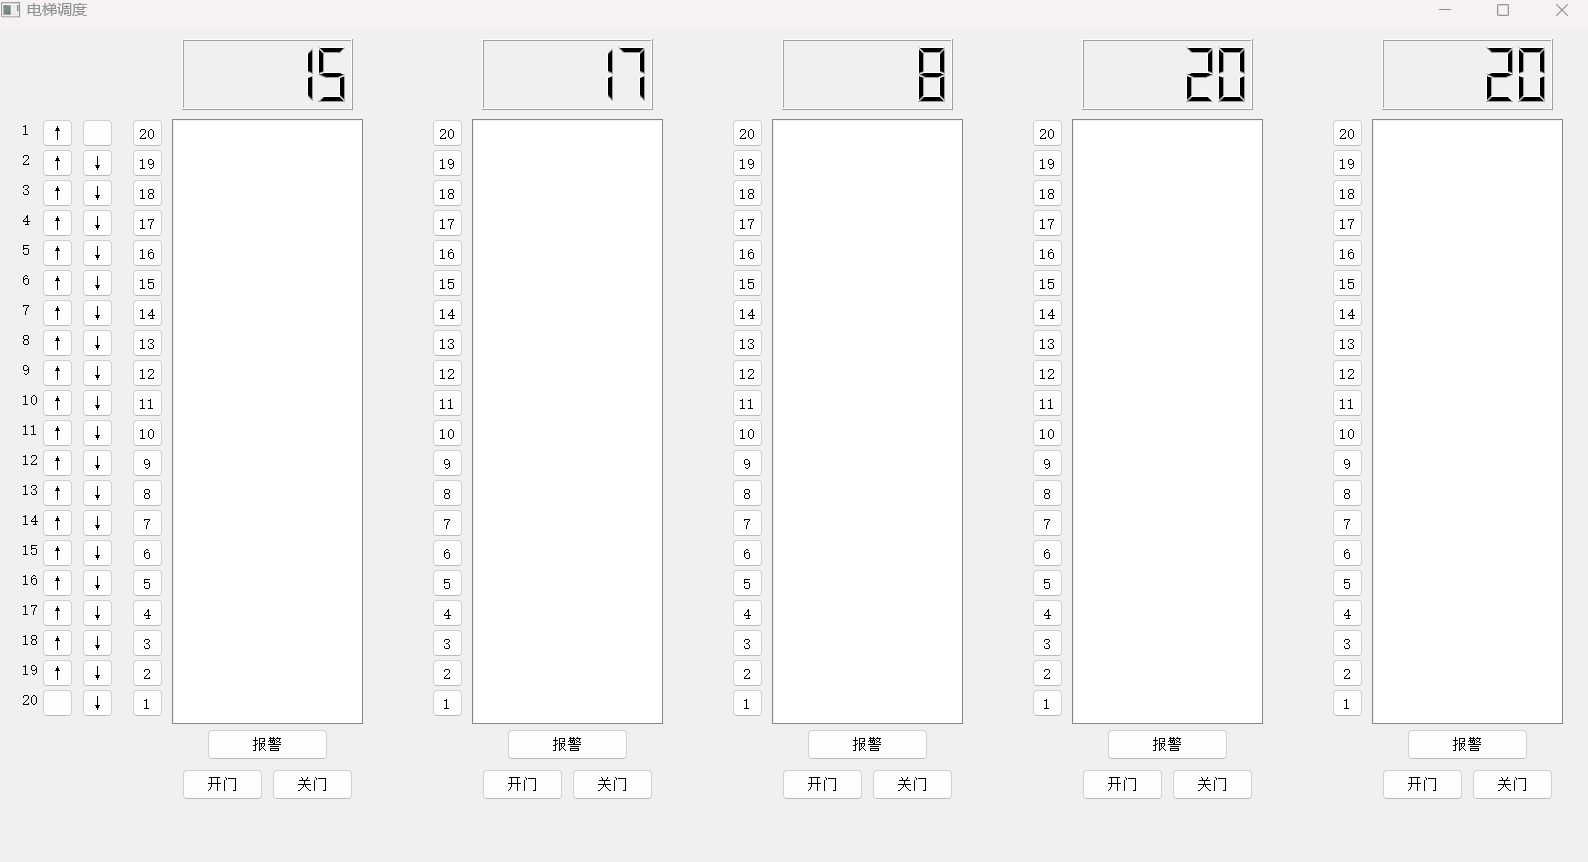 电梯调度
15 17 8 20 20
1 ↑ 20 20 20 20 20
2 ↑ ↓ 19 19 19 19 19
3 ↑ ↓ 18 18 18 18 18
4 ↑ ↓ 17 17 17 17 17
5 ↑ ↓ 16 16 16 16 16
6 ↑ ↓ 15 15 15 15 15
7 ↑ ↓ 14 14 14 14 14
8 ↑ ↓ 13 13 13 13 13
9 ↑ ↓ 12 12 12 12 12
10 ↑ ↓ 11 11 11 11 11
11 ↑ ↓ 10 10 10 10 10
12 ↑ ↓ 9 9 9 9 9
13 ↑ ↓ 8 8 8 8 8
14 ↑ ↓ 7 7 7 7 7
15 ↑ ↓ 6 6 6 6 6
16 ↑ ↓ 5 5 5 5 5
17 ↑ ↓ 4 4 4 4 4
18 ↑ ↓ 3 3 3 3 3
19 ↑ ↓ 2 2 2 2 2
20 ↓ 1 1 1 1 1
报警 报警 报警 报警 报警
开门 关门 开门 关门 开门 关门 开门 关门 开门 关门